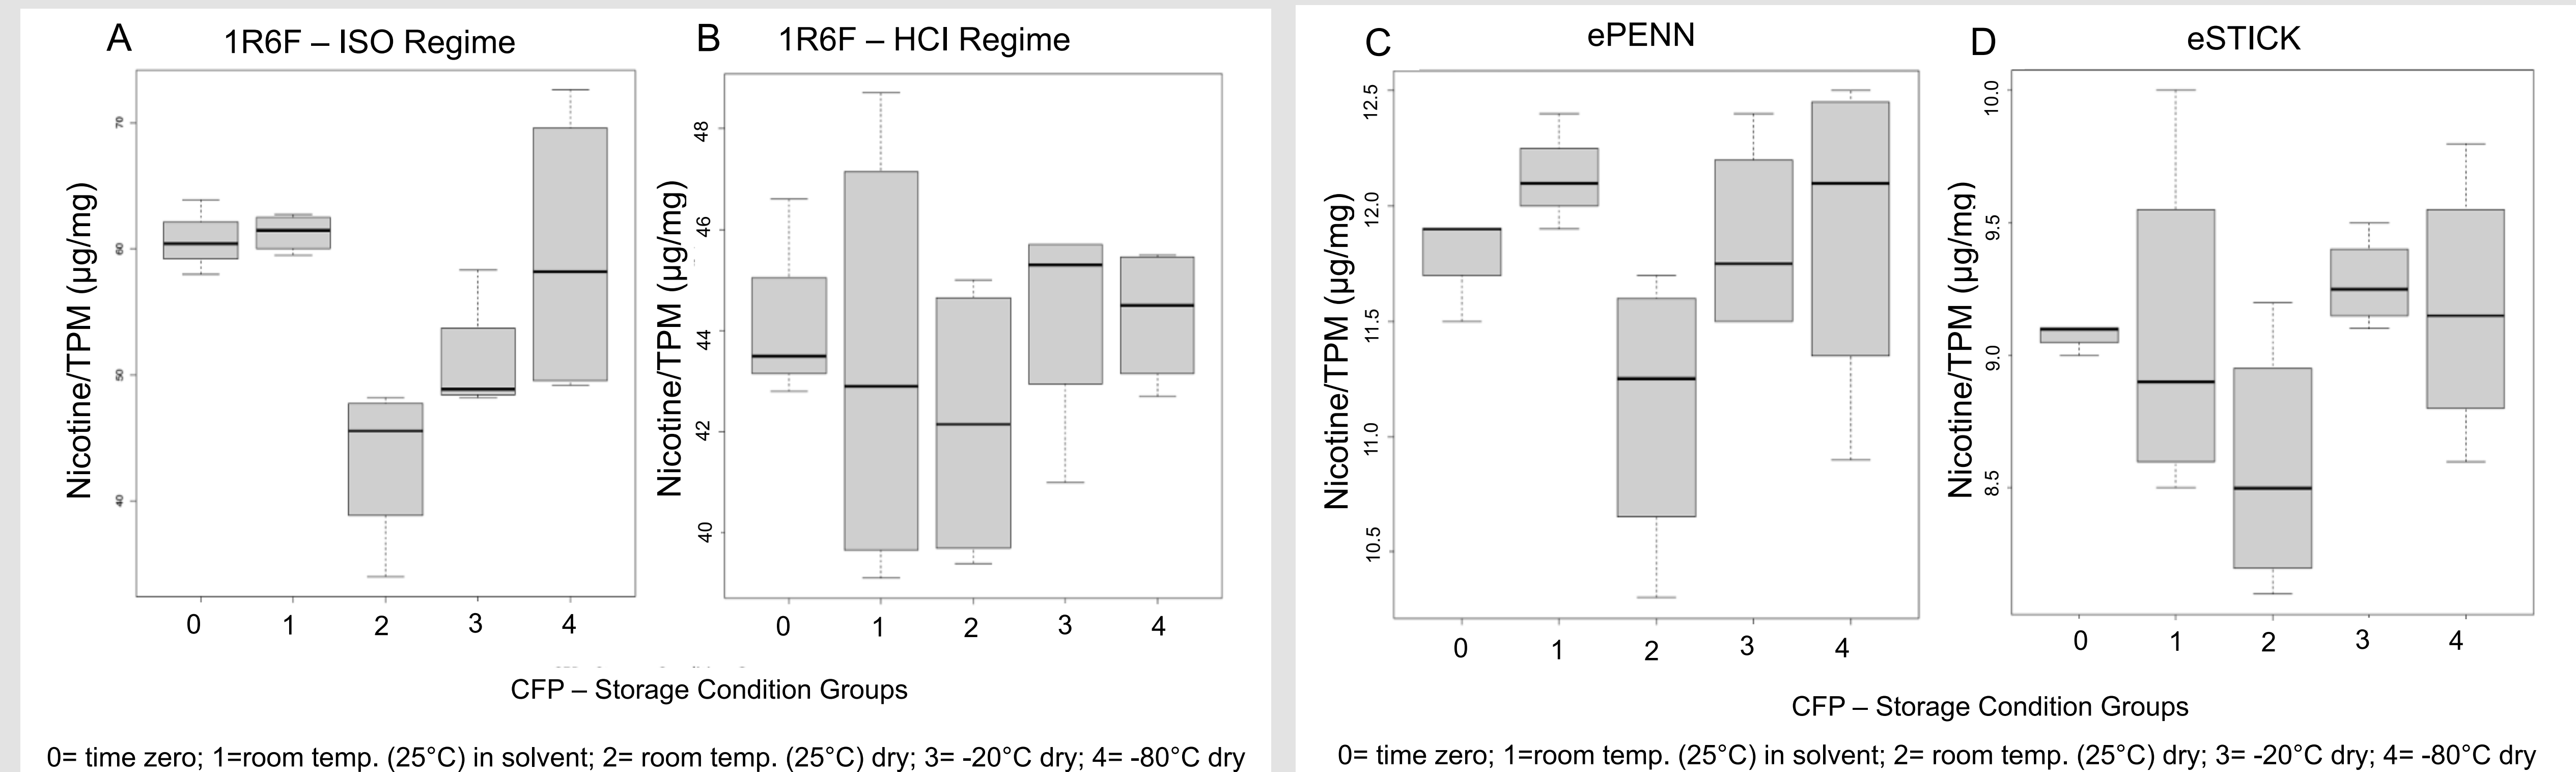 A
1R6F – ISO Regime
Nicotine/TPM (µg/mg)
70
60
50
40
0 1 2 3 4
B
1R6F – HCI Regime
Nicotine/TPM (µg/mg)
48
46
44
42
40
0 1 2 3 4
CFP – Storage Condition Groups
0= time zero; 1=room temp. (25°C) in solvent; 2= room temp. (25°C) dry; 3= -20°C dry; 4= -80°C dry
C
ePENN
Nicotine/TPM (µg/mg)
12.5
12.0
11.5
11.0
10.5
0 1 2 3 4
D
eSTICK
Nicotine/TPM (µg/mg)
10.0
9.5
9.0
8.5
0 1 2 3 4
CFP – Storage Condition Groups
0= time zero; 1=room temp. (25°C) in solvent; 2= room temp. (25°C) dry; 3= -20°C dry; 4= -80°C dry